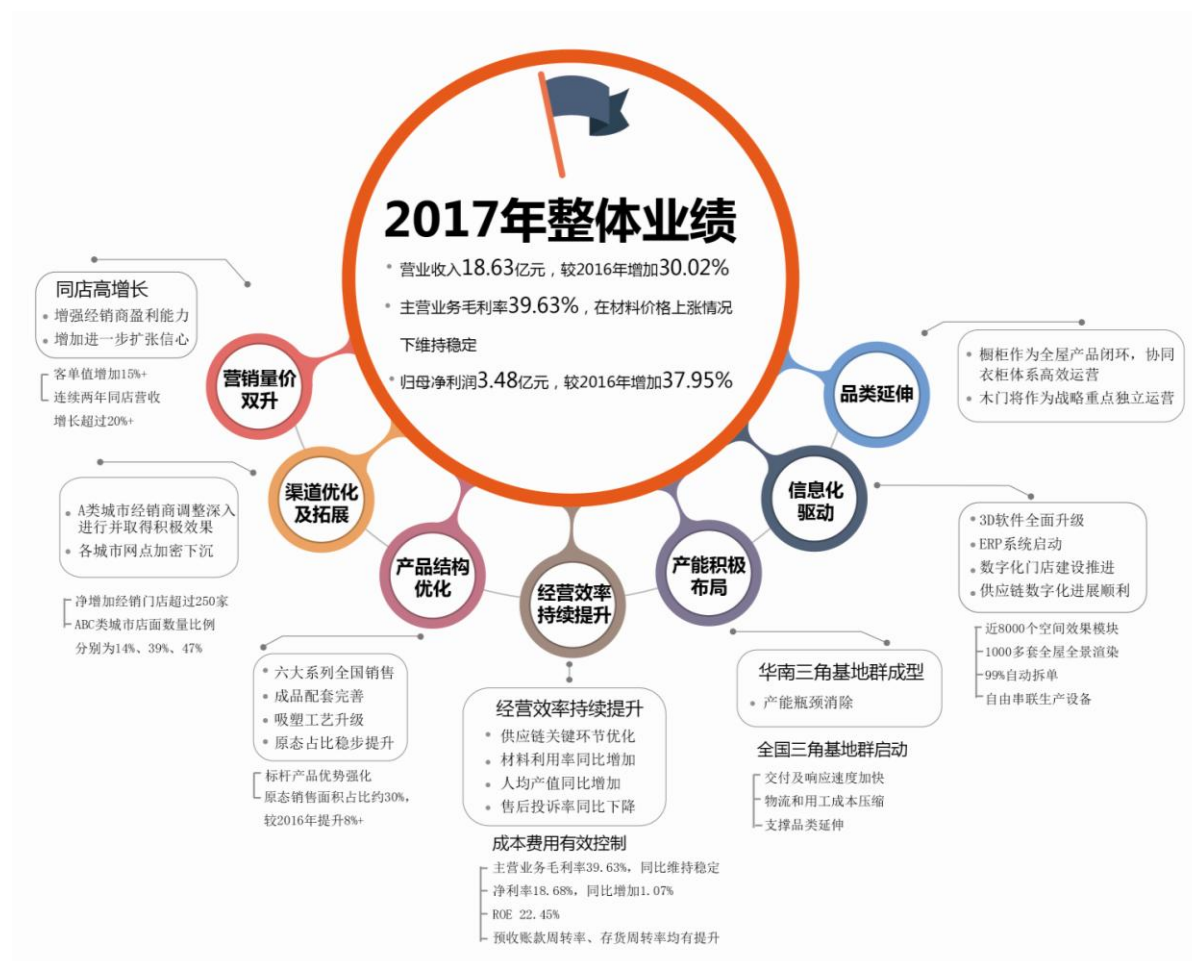 2017年整体业绩
营业收入18.63亿元，较2016年增加30.02%
主营业务毛利率39.63%，在材料价格上涨情况
下维持稳定
归母净利润3.48亿元，较2016年增加37.95%
营销量价
双升
同店高增长
增强经销商盈利能力
增加进一步扩张信心
客单值增加15%+
连续两年同店营收
增长超过20%+
渠道优化
及拓展
A类城市经销商调整深入
进行并取得积极效果
各城市网点加密下沉
净增加经销门店超过250家
ABC类城市店面数量比例
分别为14%、39%、47%
产品结构
优化
六大系列全国销售
成品配套完善
吸塑工艺升级
原态占比稳步提升
标杆产品优势强化
原态销售面积占比约30%，
较2016年提升8%+
经营效率
持续提升
经营效率持续提升
供应链关键环节优化
材料利用率同比增加
人均产值同比增加
售后投诉率同比下降
成本费用有效控制
主营业务毛利率39.63%，同比维持稳定
净利率18.68%，同比增加1.07%
ROE 22.45%
预收账款周转率、存货周转率均有提升
产能积极
布局
华南三角基地群成型
产能瓶颈消除
全国三角基地群启动
交付及响应速度加快
物流和用工成本压缩
支撑品类延伸
信息化
驱动
3D软件全面升级
ERP系统启动
数字化门店建设推进
供应链数字化进展顺利
近8000个空间效果模块
1000多套全屋全景渲染
99%自动拆单
自由串联生产设备
品类延伸
橱柜作为全屋产品闭环，协同
衣柜体系高效运营
木门将作为战略重点独立运营